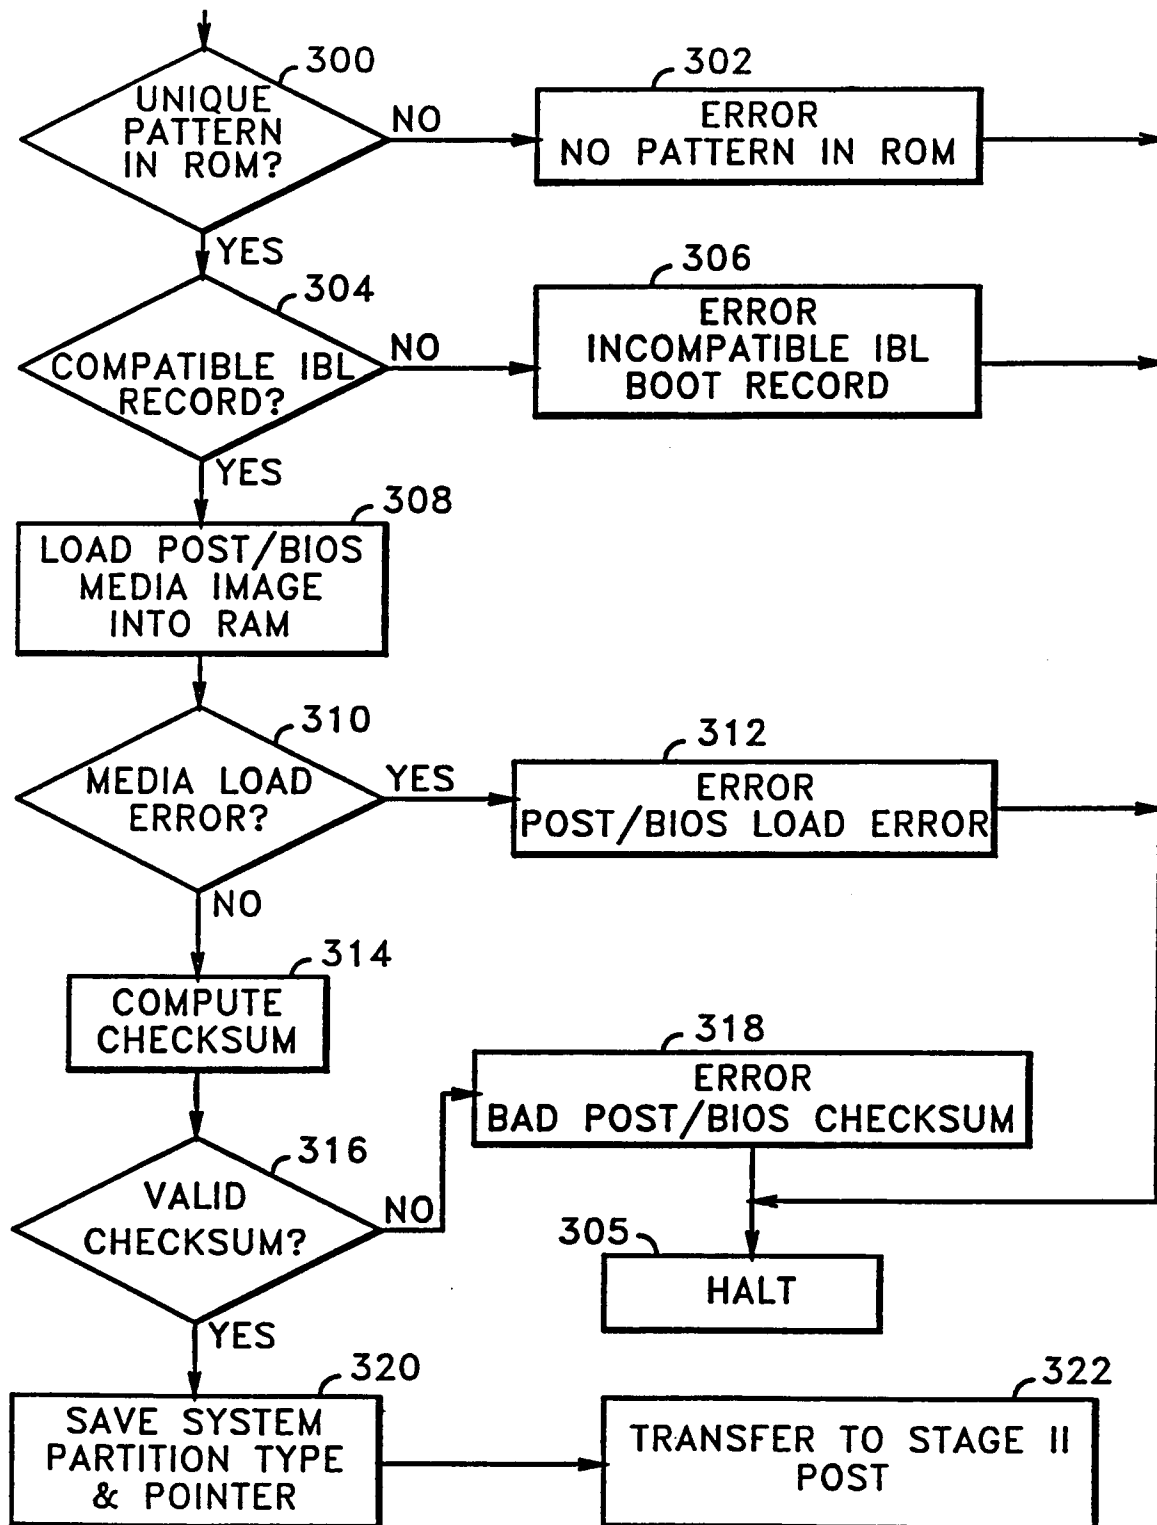 300
UNIQUE
PATTERN
IN ROM?
NO
302
ERROR
NO PATTERN IN ROM
YES
304
COMPATIBLE IBL
RECORD?
NO
306
ERROR
INCOMPATIBLE IBL
BOOT RECORD
YES
308
LOAD POST/BIOS
MEDIA IMAGE
INTO RAM
310
MEDIA LOAD
ERROR?
YES
312
ERROR
POST/BIOS LOAD ERROR
NO
314
COMPUTE
CHECKSUM
316
VALID
CHECKSUM?
NO
318
ERROR
BAD POST/BIOS CHECKSUM
305
HALT
YES
320
SAVE SYSTEM
PARTITION TYPE
& POINTER
322
TRANSFER TO STAGE II
POST